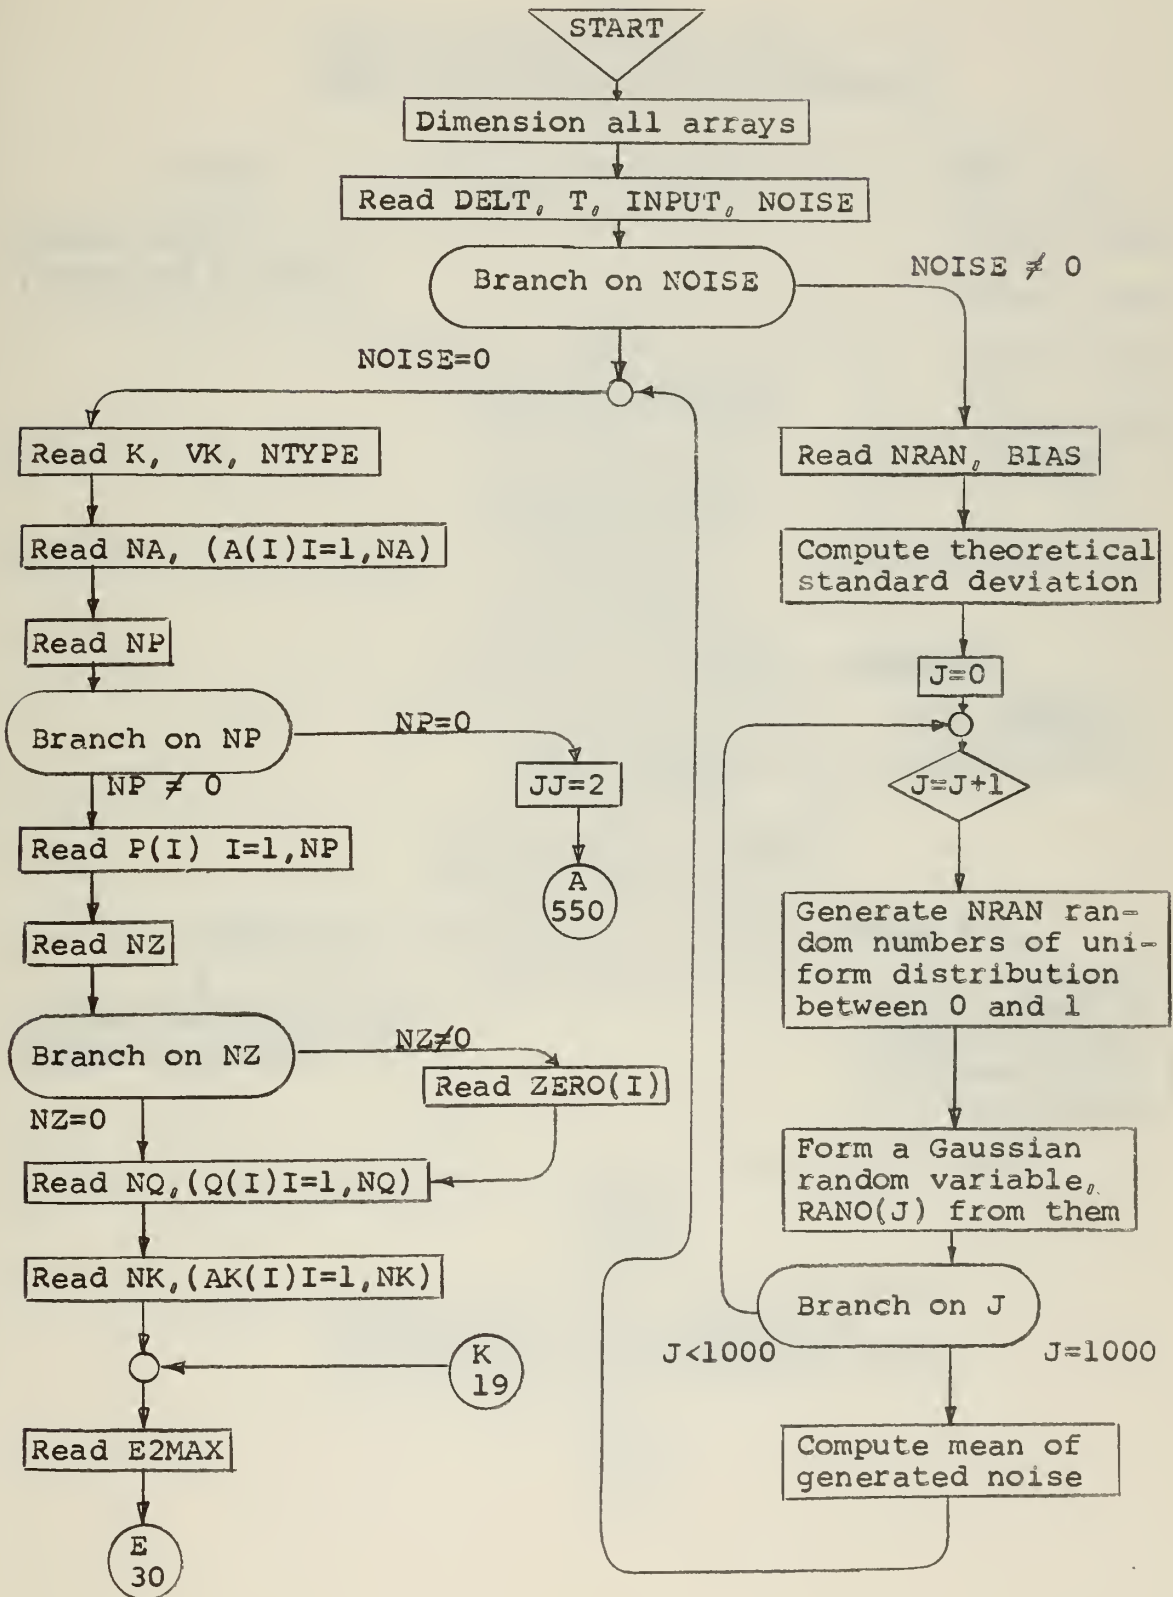 START
Dimension all arrays
Read DELT, T, INPUT, NOISE
Branch on NOISE
NOISE ≠ 0
NOISE=0
Read K, VK, NTYPE
Read NA, (A(I)I=1,NA)
Read NP
Branch on NP
NP=0
NP ≠ 0
JJ=2
A
550
Read P(I) I=1,NP
Read NZ
Branch on NZ
NZ≠0
Read ZERO(I)
NZ=0
Read NQ,(Q(I)I=1,NQ)
Read NK,(AK(I)I=1,NK)
K
19
Read E2MAX
E
30
Read NRAN, BIAS
Compute theoretical
standard deviation
J=0
J=J+1
Generate NRAN ran-
dom numbers of uni-
form distribution
between 0 and 1
Form a Gaussian
random variable,
RANO(J) from them
Branch on J
J<1000
J=1000
Compute mean of
generated noise